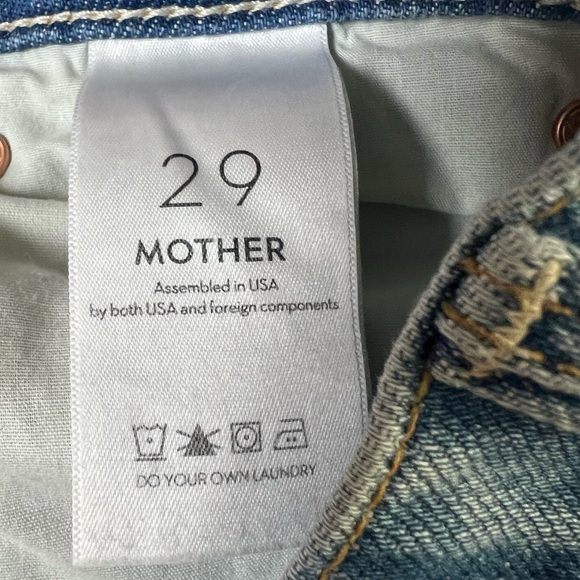 29
MOTHER
Assembled in USA
by both USA and foreign components
DO YOUR OWN LAUNDRY